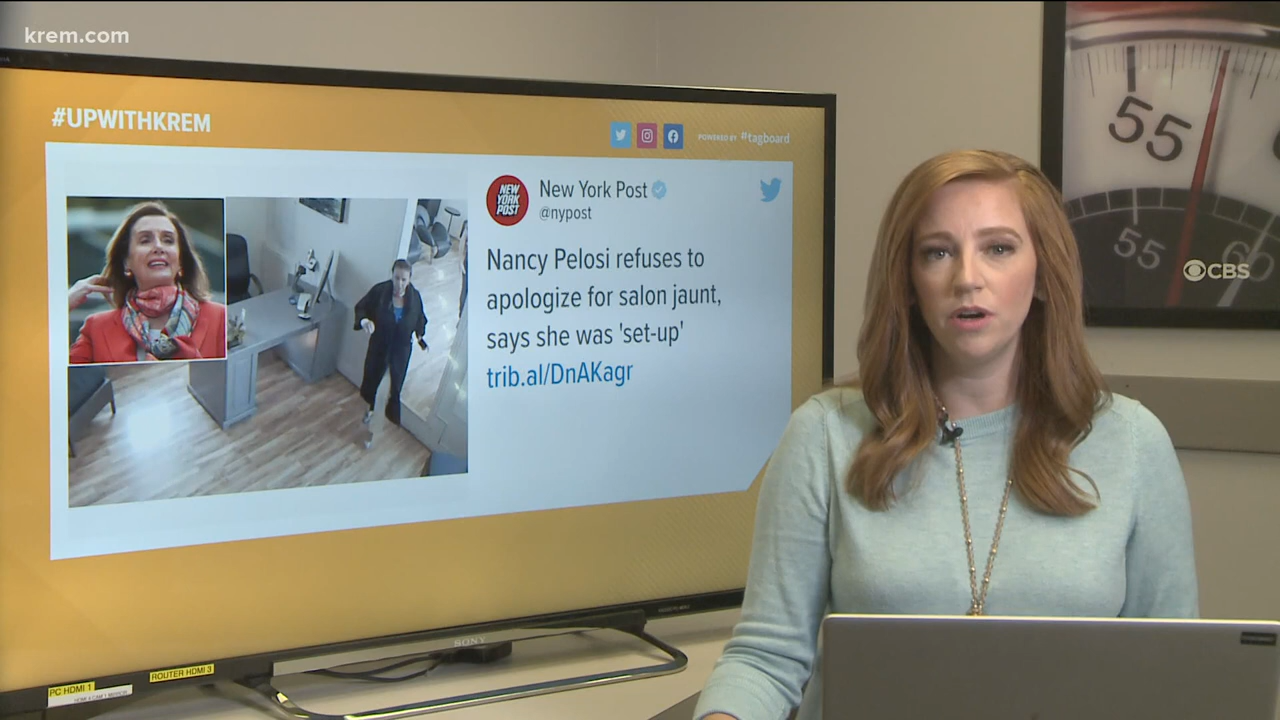 krem.com
#UPWITHKREM
POWERED BY #tagboard
NEW
YORK
POST
New York Post
@nypost
Nancy Pelosi refuses to
apologize for salon jaunt,
says she was 'set-up'
trib.al/DnAKagr
55
55
60
55
CBS
SONY
PC HDMI 1
ROUTER HDMI 3